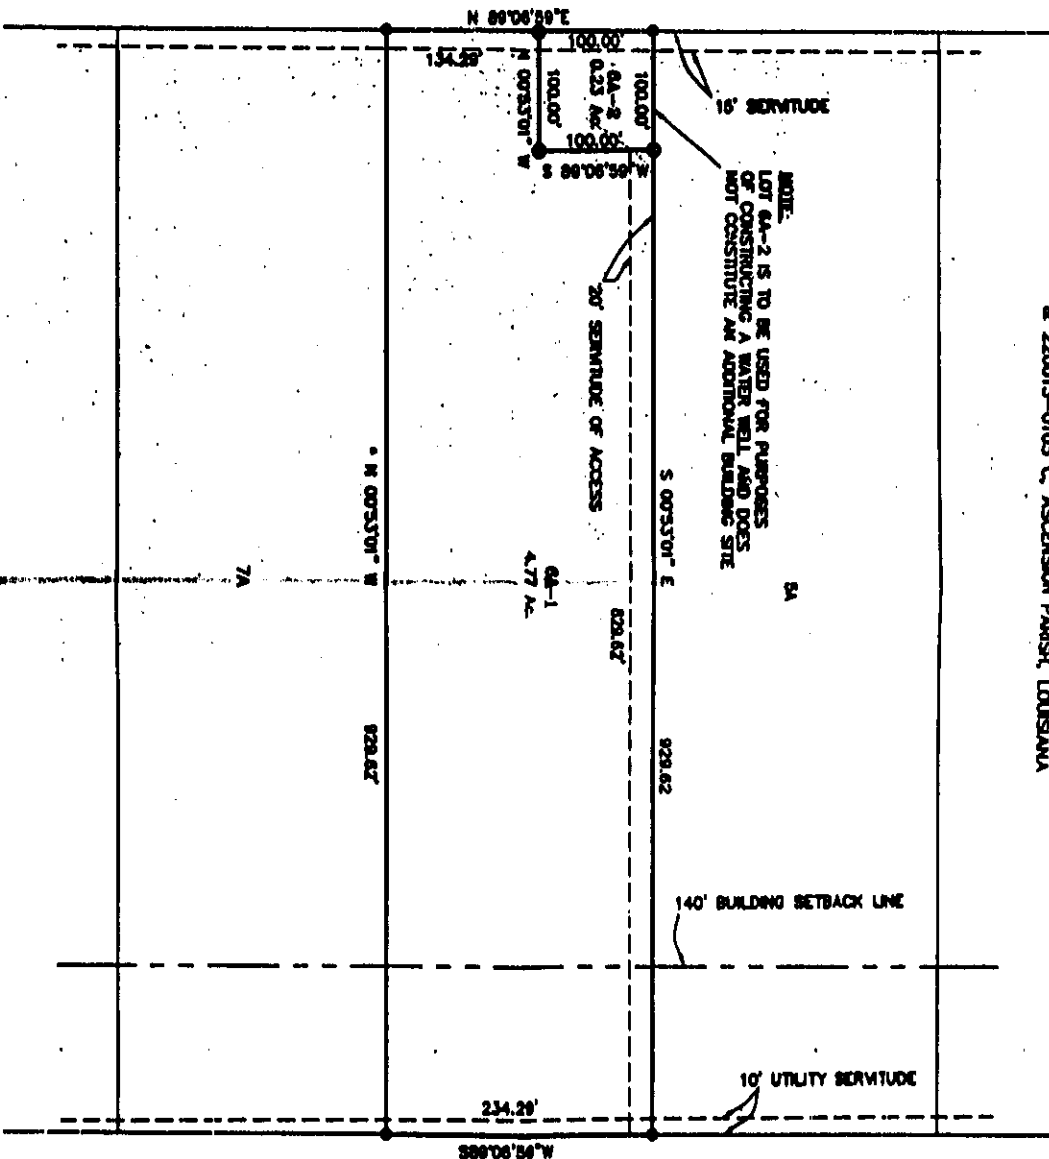 N 89°06'59"E
100.00'
134.29'
15' SERVITUDE
100.00'
6A-2
0.23 Ac.
100.00'
N 00°53'01" W
100.00'
S 89°06'59" W
NOTE:
LOT 6A-2 IS TO BE USED FOR PURPOSES
OF CONSTRUCTING A WATER WELL AND DOES
NOT CONSTITUTE AN ADDITIONAL BUILDING SITE
ASCENSION PARISH, LOUISIANA
20' SERVITUDE OF ACCESS
S 00°53'01" E
929.62
829.62'
5A
6A-1
4.77 Ac.
7A
N 00°53'01" W
929.62'
140' BUILDING SETBACK LINE
10' UTILITY SERVITUDE
234.29'
S89°06'59"W